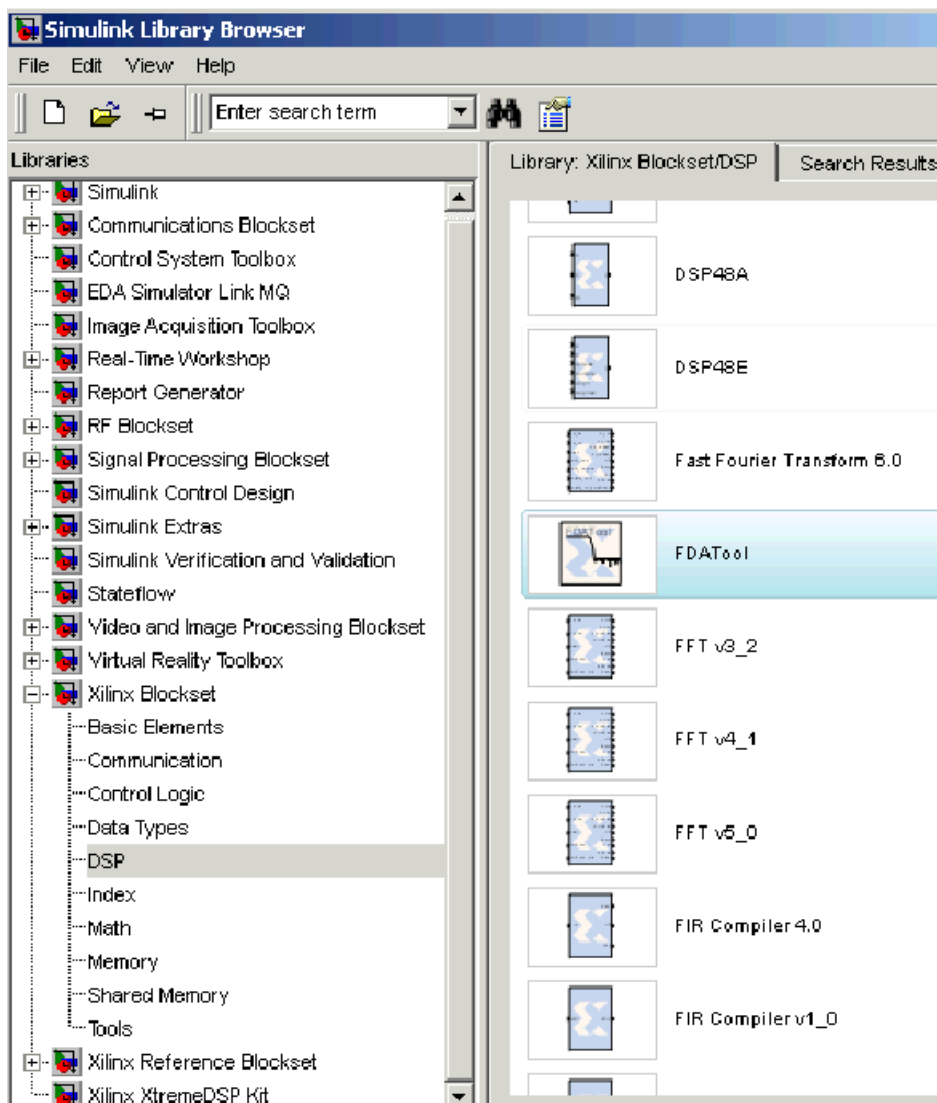 Simulink Library Browser
File Edit View Help
Enter search term
Libraries
Simulink
Communications Blockset
Control System Toolbox
EDA Simulator Link MQ
Image Acquisition Toolbox
Real-Time Workshop
Report Generator
RF Blockset
Signal Processing Blockset
Simulink Control Design
Simulink Extras
Simulink Verification and Validation
Stateflow
Video and Image Processing Blockset
Virtual Reality Toolbox
Xilinx Blockset
Basic Elements
Communication
Control Logic
Data Types
DSP
Index
Math
Memory
Shared Memory
Tools
Xilinx Reference Blockset
Xilinx XtremeDSP Kit
Library: Xilinx Blockset/DSP Search Results
DSP48A
DSP48E
Fast Fourier Transform 6.0
FDATool
FDATool
FFT v3_2
FFT v4_1
FFT v5_0
FIR Compiler 4.0
FIR Compiler v1_0